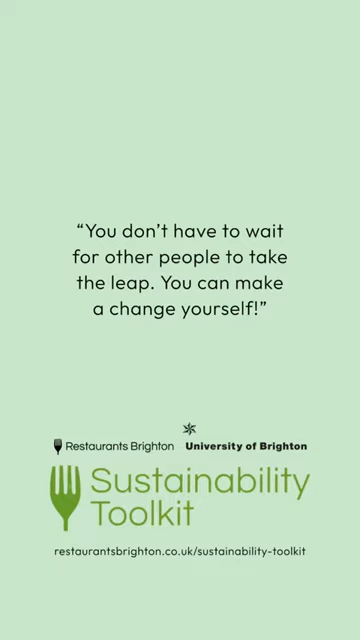 “You don’t have to wait
for other people to take
the leap. You can make
a change yourself!”
Restaurants Brighton
University of Brighton
Sustainability
Toolkit
restaurantsbrighton.co.uk/sustainability-toolkit